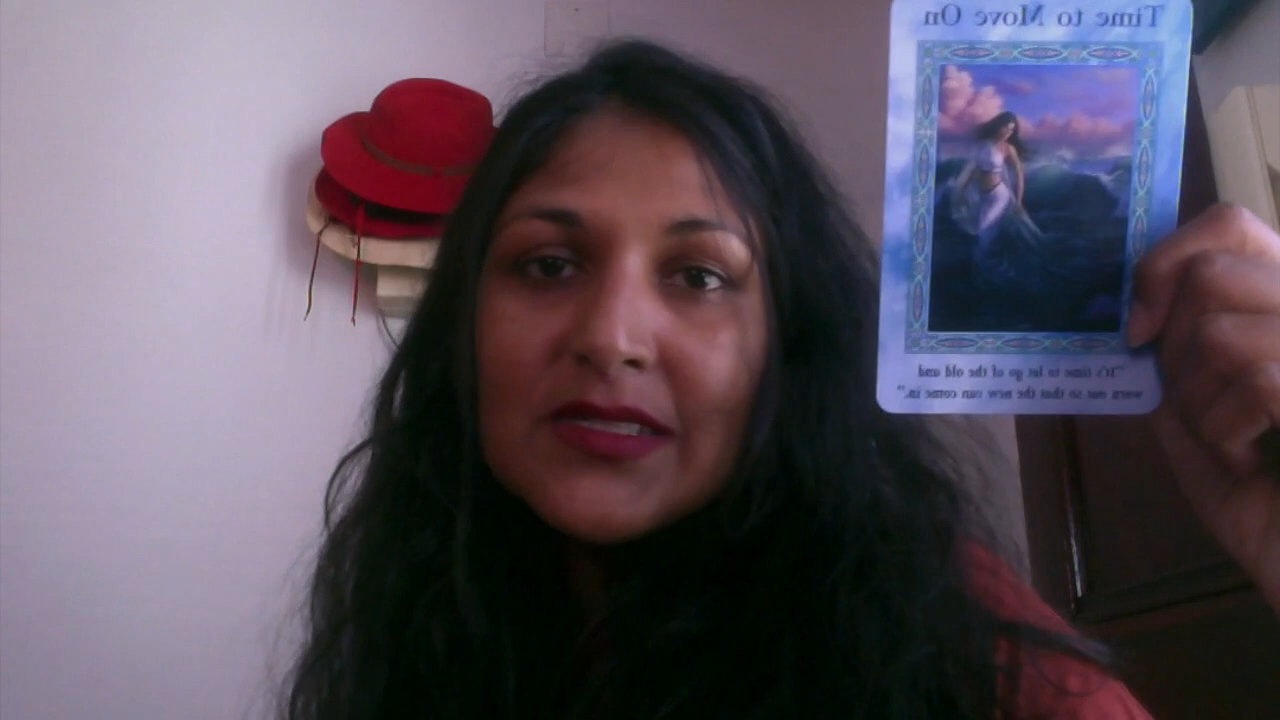 Time to Move On
"It's time to let go of the old and
worn out so that the new can come in."